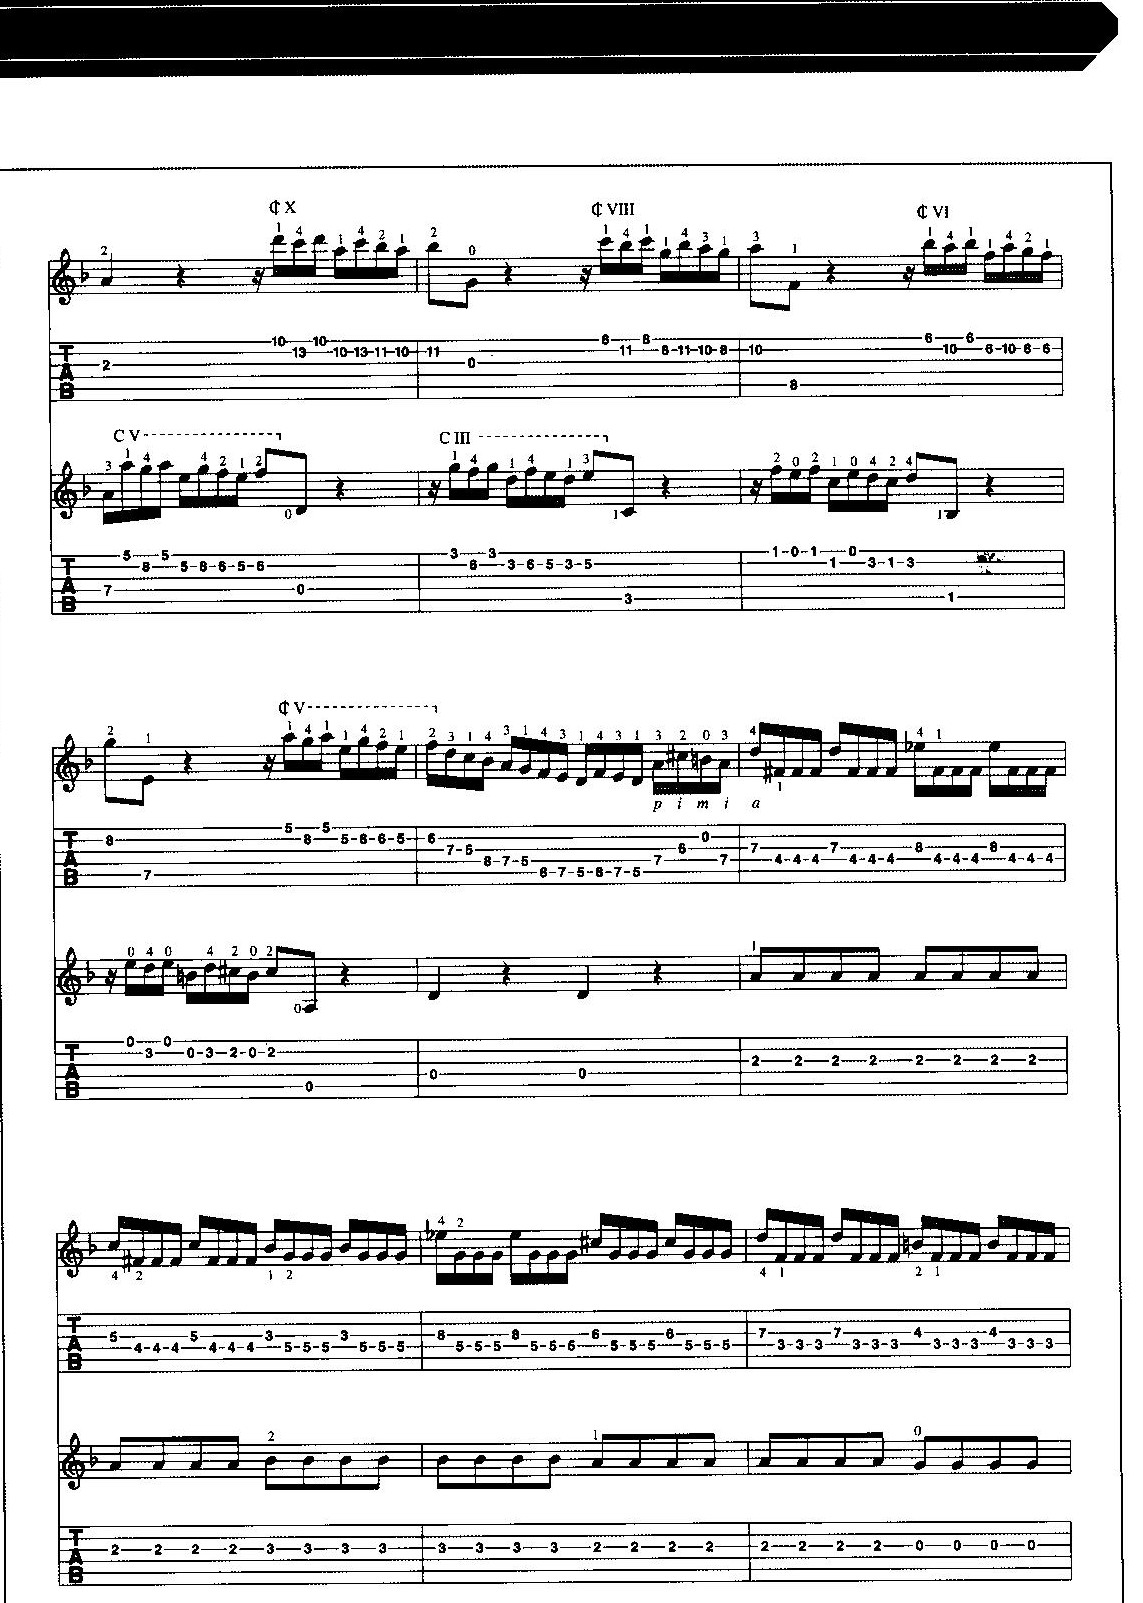 ₵ X ₵ VIII ₵ VI
2 1 4 1 4 2 1 2 0 1 4 1 1 4 3 1 3 1 1 4 1 1 4 2 1
10 10 8 8 6 6
T 13 10-13-11-10 11 11 8-11-10-8 10 10 6-10-8-6
A 2 0
B 8
C V C III
3 1 4 4 2 1 2 0 1 4 1 4 1 3 1 2 0 2 1 0 4 2 4 1
5 5 3 3 1-0-1 0
T 8 5-8-6-5-6 6 3-6-5-3-5 1 3-1-3
A 7 0
B 3 1
₵ V
2 1 1 4 1 1 4 2 1 2 3 1 4 3 1 4 3 1 4 3 1 3 2 0 3 4 1 4 1
p i m i a
5 5
T 8 8 5-8-6-5 6 0
A 7-5 6 7 7 8 8
B 7 8-7-5 7 7 4-4-4 4-4-4 4-4-4 4-4-4
8-7-5-8-7-5
0 4 0 4 2 0 2 0 1
0 0
T 3 0-3-2-0-2
A 0 0 2 2 2 2 2 2 2 2
B 0
4 2 1 2 4 2 4 1 2 1
T
A 5 5 3 3 8 8 6 6 7 7 4 4
B 4-4-4 4-4-4 5-5-5 5-5-5 5-5-5 5-5-6 5-5-5 5-5-5 3-3-3 3-3-3 3-3-3 3-3-3
2 1 0
T
A 2 2 2 2 3 3 3 3 3 3 3 3 2 2 2 2 2 2 2 2 0 0 0 0
B